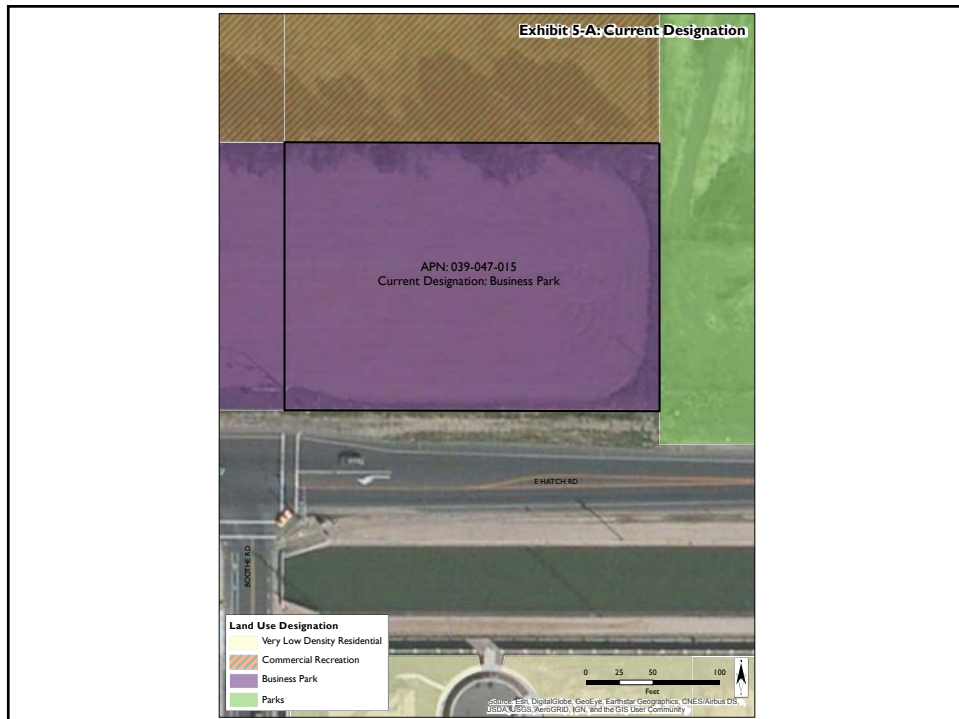 Exhibit 5-A: Current Designation
APN: 039-047-015
Current Designation: Business Park
E HATCH RD
BOOTHE RD
Land Use Designation
Very Low Density Residential
Commercial Recreation
Business Park
Parks
0 25 50 100
Feet
Source: Esri, DigitalGlobe, GeoEye, Earthstar Geographics, CNES/Airbus DS,
USDA, USGS, AeroGRID, IGN, and the GIS User Community